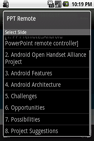 10:19 PM
PPT Remote
Select Slide
PowerPoint remote controller]
2. Android Open Handset Alliance
Project
3. Android Features
4. Android Architecture
5. Challenges
6. Opportunities
7. Possibilities
8. Project Suggestions